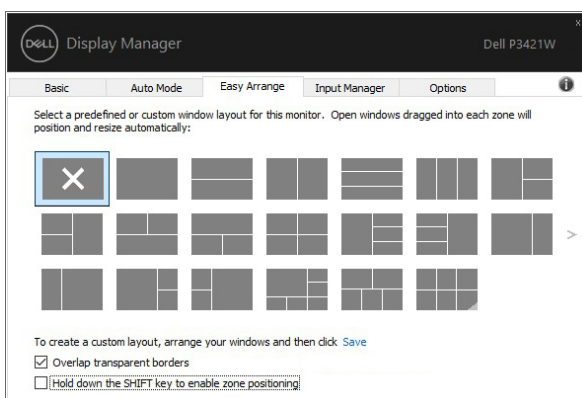 DELL Display Manager Dell P3421W
x
Basic Auto Mode Easy Arrange Input Manager Options i
Select a predefined or custom window layout for this monitor. Open windows dragged into each zone will
position and resize automatically:
>
To create a custom layout, arrange your windows and then click Save
Overlap transparent borders
Hold down the SHIFT key to enable zone positioning